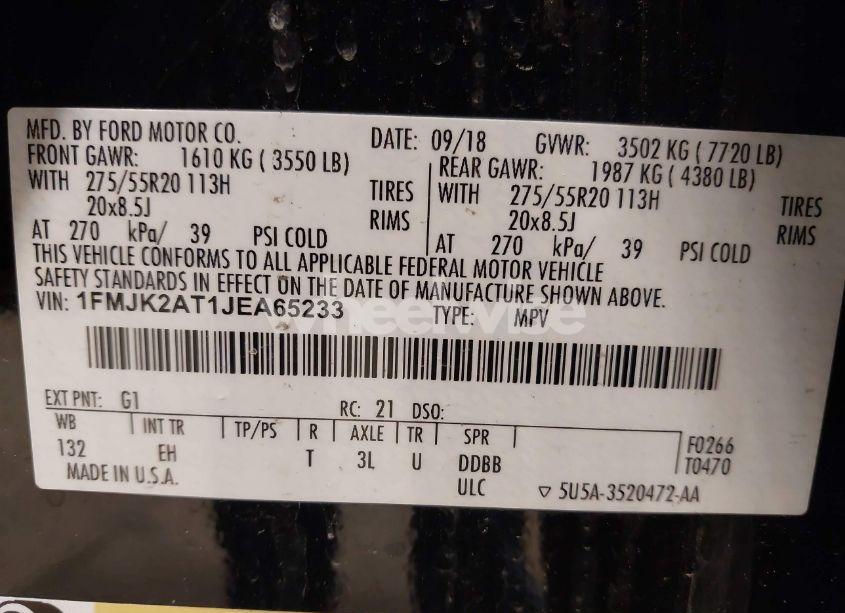 MFD. BY FORD MOTOR CO. DATE: 09/18 GVWR: 3502 KG ( 7720 LB)
FRONT GAWR: 1610 KG ( 3550 LB) REAR GAWR: 1987 KG ( 4380 LB)
WITH 275/55R20 113H TIRES WITH 275/55R20 113H TIRES
20x8.5J RIMS 20x8.5J RIMS
AT 270 kPa/ 39 PSI COLD AT 270 kPa/ 39 PSI COLD
THIS VEHICLE CONFORMS TO ALL APPLICABLE FEDERAL MOTOR VEHICLE
SAFETY STANDARDS IN EFFECT ON THE DATE OF MANUFACTURE SHOWN ABOVE.
VIN: 1FMJK2AT1JEA65233 TYPE: MPV
wheelvibe
EXT PNT: G1 RC: 21 DSO:
WB INT TR TP/PS R AXLE TR SPR F0266
132 EH T 3L U DDBB T0470
MADE IN U.S.A. ULC 5U5A-3520472-AA